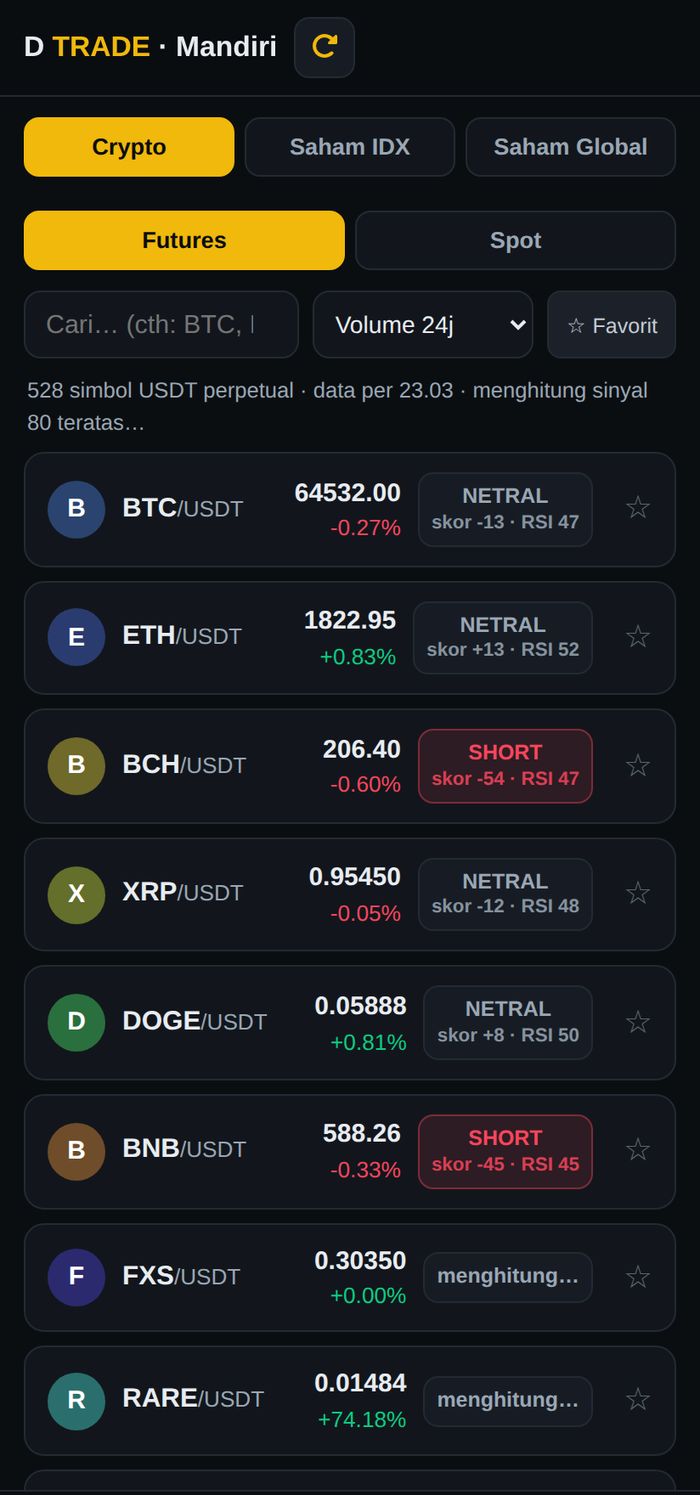 D TRADE · Mandiri
Crypto
Saham IDX
Saham Global
Futures
Spot
Cari… (cth: BTC,
Volume 24j
☆ Favorit
528 simbol USDT perpetual · data per 23.03 · menghitung sinyal
80 teratas…
B
BTC/USDT
64532.00
-0.27%
NETRAL
skor -13 · RSI 47
☆
E
ETH/USDT
1822.95
+0.83%
NETRAL
skor +13 · RSI 52
☆
B
BCH/USDT
206.40
-0.60%
SHORT
skor -54 · RSI 47
☆
X
XRP/USDT
0.95450
-0.05%
NETRAL
skor -12 · RSI 48
☆
D
DOGE/USDT
0.05888
+0.81%
NETRAL
skor +8 · RSI 50
☆
B
BNB/USDT
588.26
-0.33%
SHORT
skor -45 · RSI 45
☆
F
FXS/USDT
0.30350
+0.00%
menghitung…
☆
R
RARE/USDT
0.01484
+74.18%
menghitung…
☆